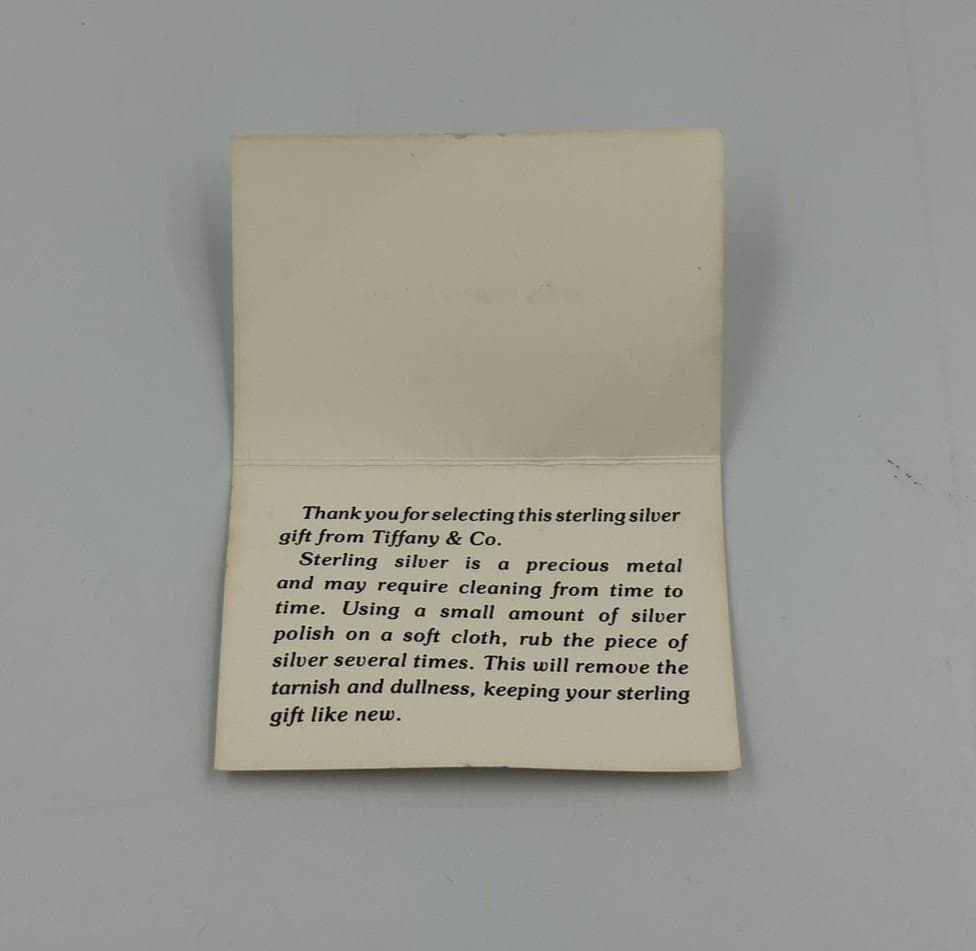 Thank you for selecting this sterling silver
gift from Tiffany & Co.
Sterling silver is a precious metal
and may require cleaning from time to
time. Using a small amount of silver
polish on a soft cloth, rub the piece of
silver several times. This will remove the
tarnish and dullness, keeping your sterling
gift like new.